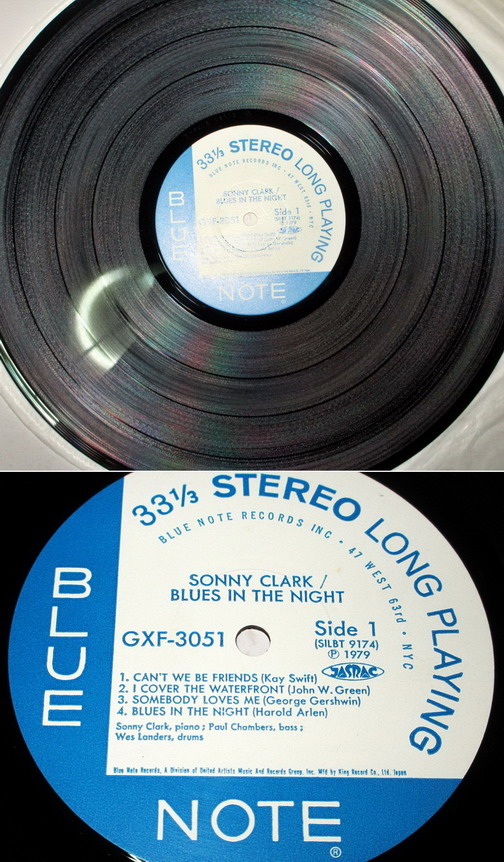 33⅓ STEREO LONG PLAYING
BLUE NOTE RECORDS INC • 47 WEST 63rd • NYC
SONNY CLARK /
BLUES IN THE NIGHT
GXF-3051
Side 1
(SILBT 9174)
Ⓟ 1979
BLUE
NOTE
33⅓ STEREO LONG PLAYING
BLUE NOTE RECORDS INC • 47 WEST 63rd • NYC
SONNY CLARK /
BLUES IN THE NIGHT
GXF-3051
Side 1
(SILBT 9174)
Ⓟ 1979
JASRAC
1. CAN'T WE BE FRIENDS (Kay Swift)
2. I COVER THE WATERFRONT (John W. Green)
3. SOMEBODY LOVES ME (George Gershwin)
4. BLUES IN THE NIGHT (Harold Arlen)
Sonny Clark, piano ; Paul Chambers, bass ;
Wes Landers, drums
Blue Note Records, A Division of United Artists Music And Records Group, Inc. Mfd by King Record Co., Ltd. Japan
BLUE
NOTE
®